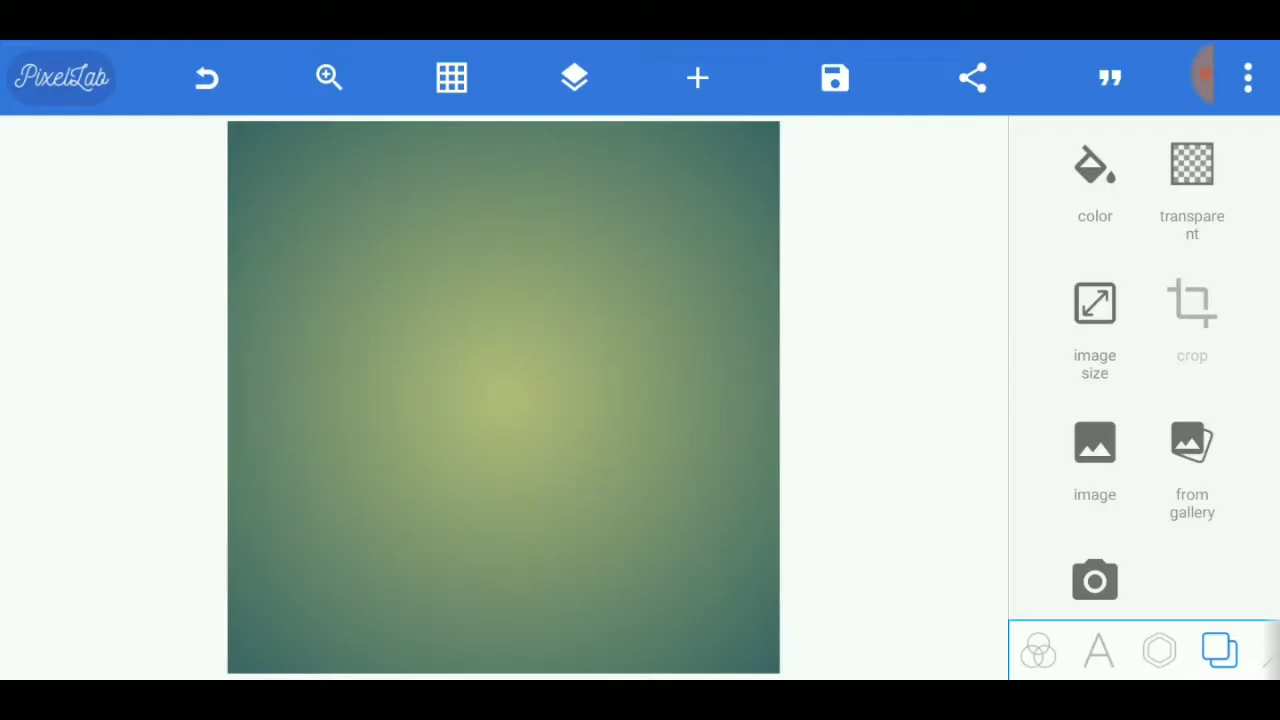 PixelLab
color
transpare
nt
image
size
crop
image
from
gallery